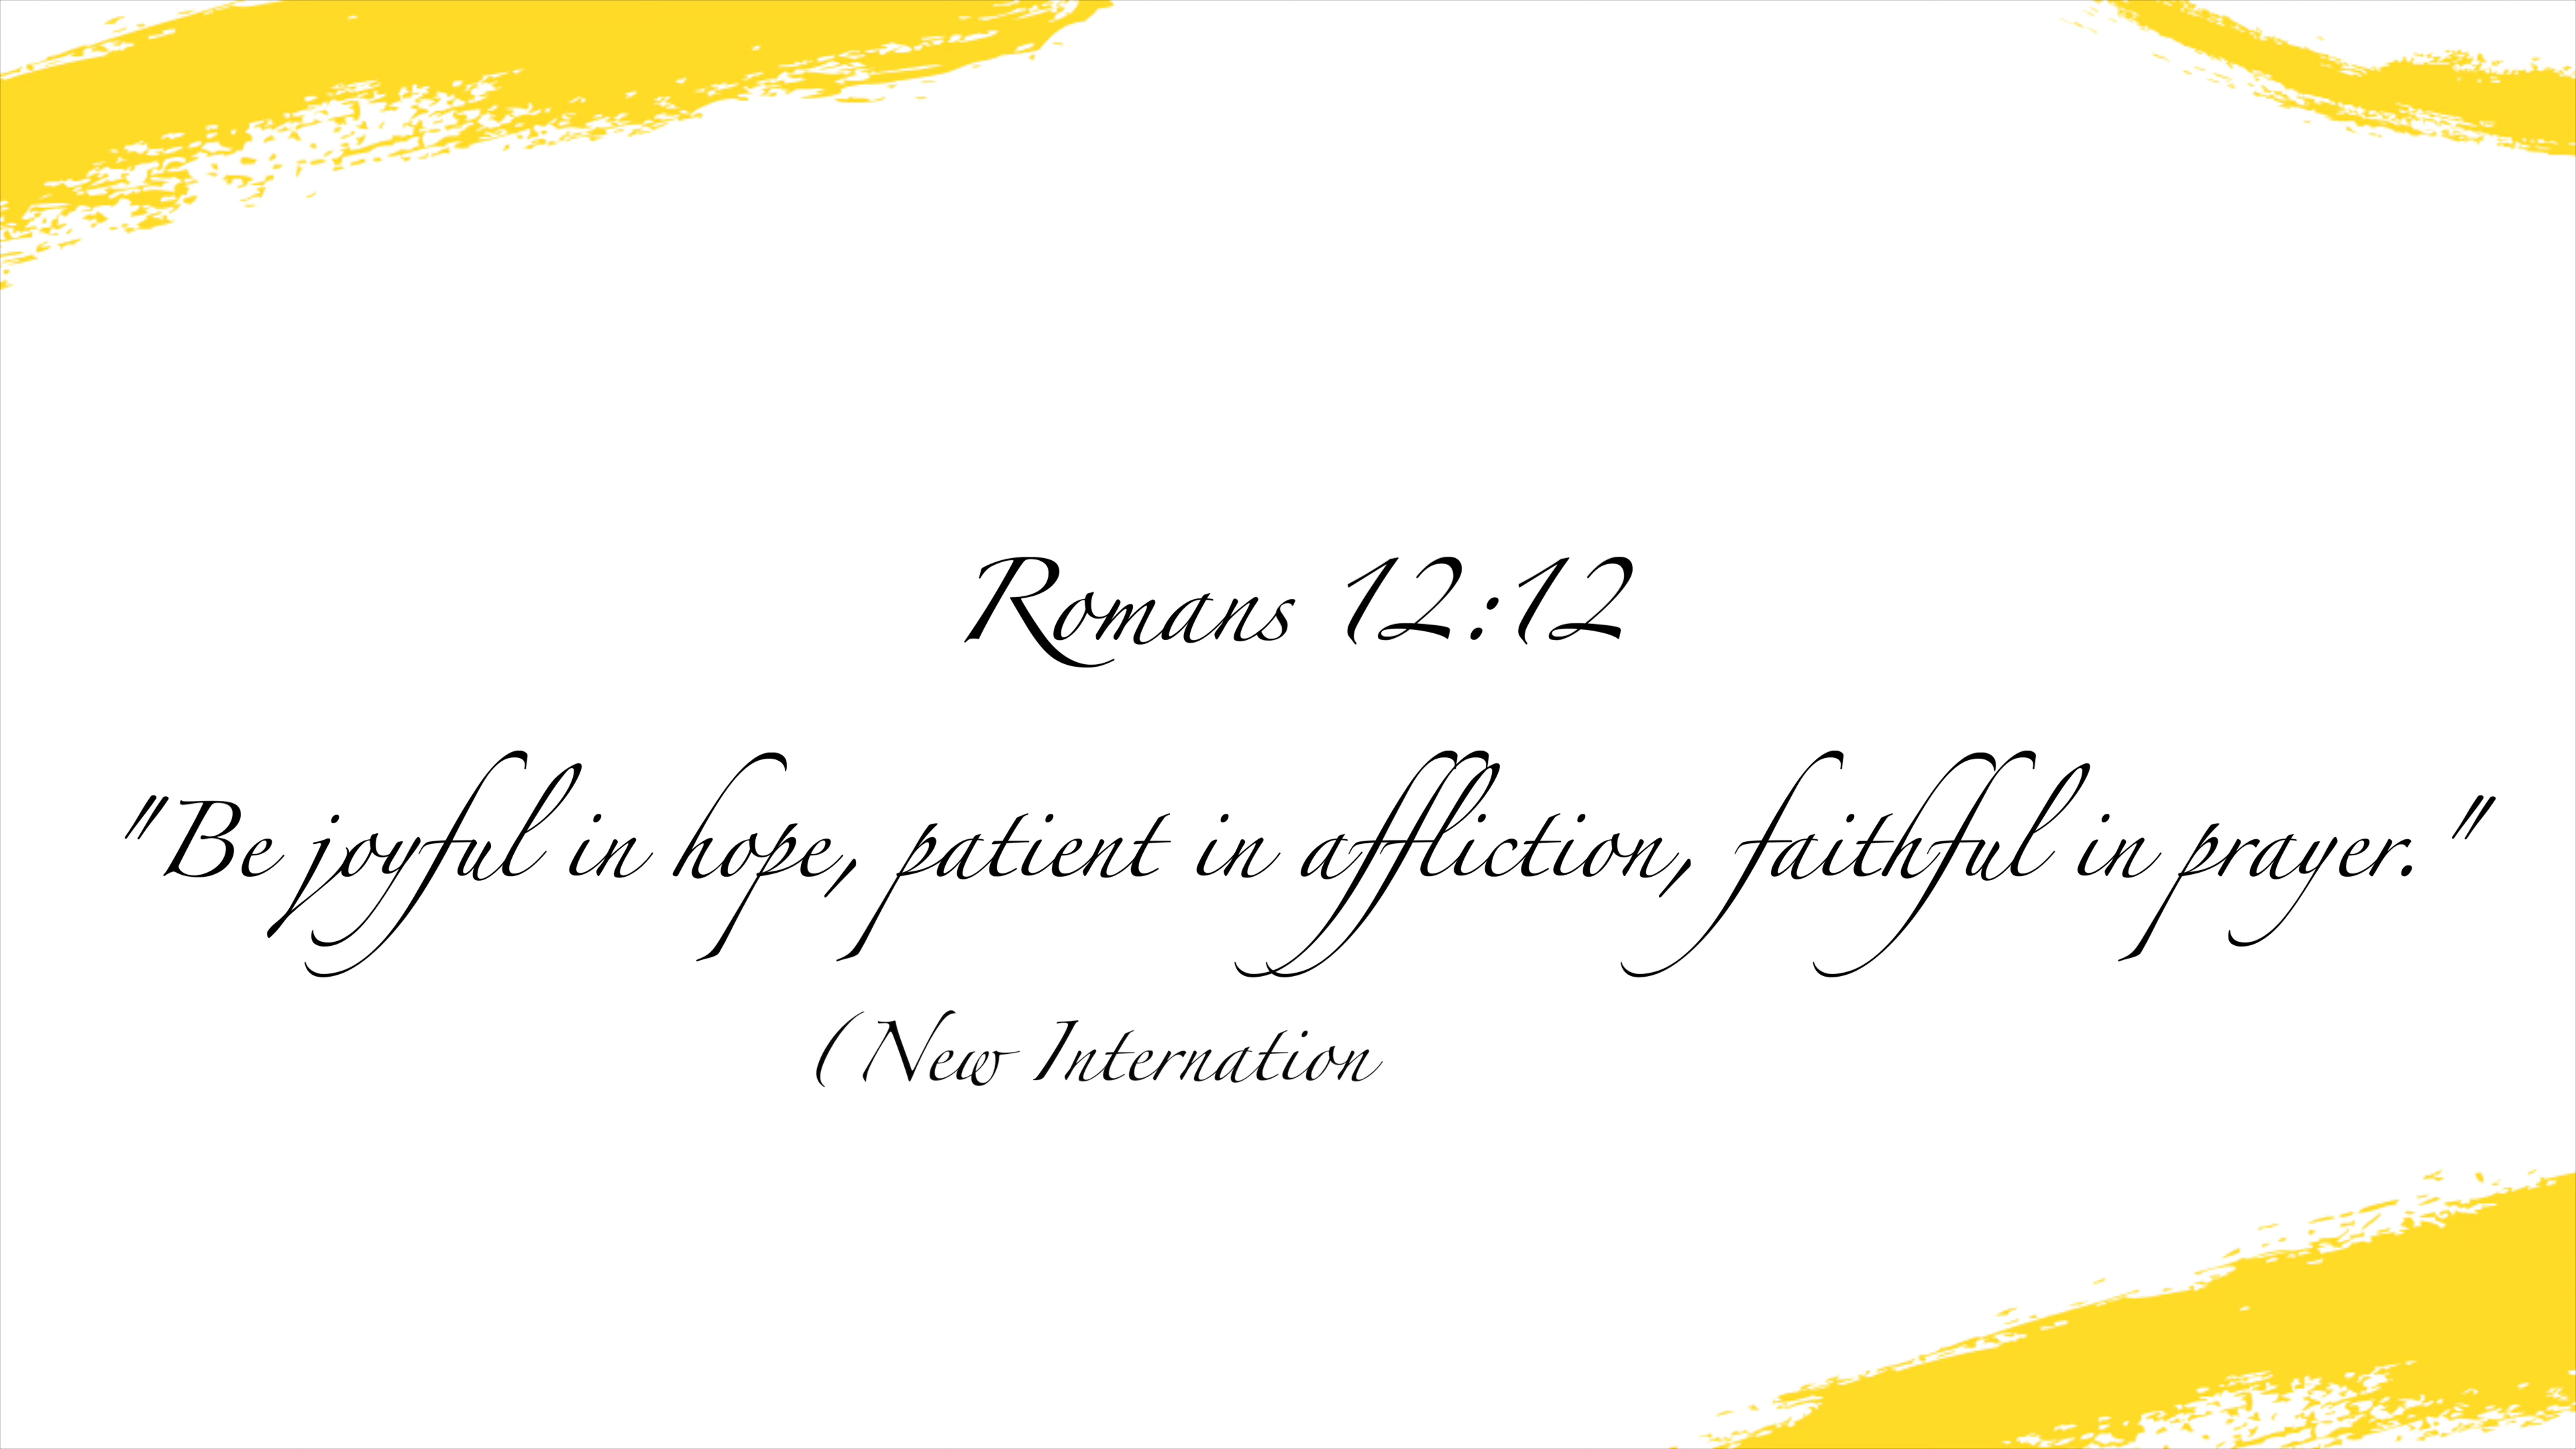 Romans 12:12
"Be joyful in hope, patient in affliction, faithful in prayer."
(New Internation